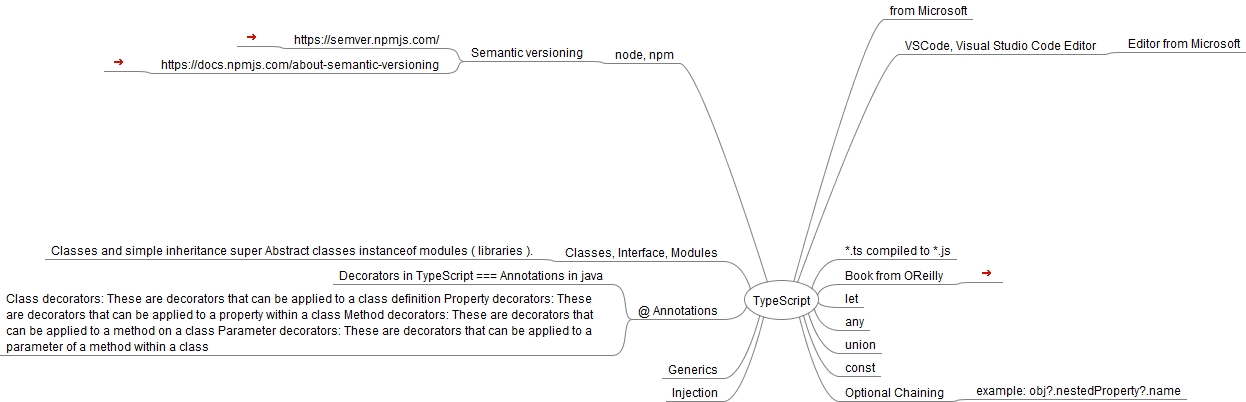 from Microsoft
VSCode, Visual Studio Code Editor
Editor from Microsoft
https://semver.npmjs.com/
https://docs.npmjs.com/about-semantic-versioning
Semantic versioning
node, npm
Classes and simple inheritance super Abstract classes instanceof modules ( libraries ).
Classes, Interface, Modules
Decorators in TypeScript === Annotations in java
Class decorators: These are decorators that can be applied to a class definition Property decorators: These
are decorators that can be applied to a property within a class Method decorators: These are decorators that
can be applied to a method on a class Parameter decorators: These are decorators that can be applied to a
parameter of a method within a class
@ Annotations
Generics
Injection
TypeScript
*.ts compiled to *.js
Book from OReilly
let
any
union
const
Optional Chaining
example: obj?.nestedProperty?.name